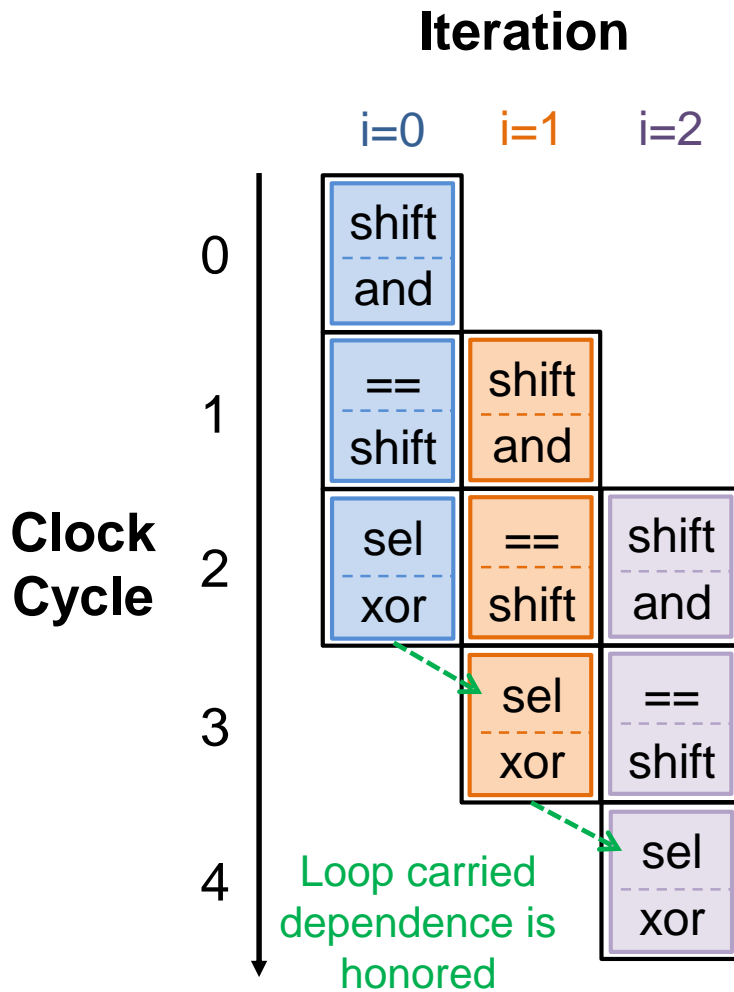 Iteration
i=0 i=1 i=2
0
shift
and
1
==
shift
shift
and
Clock
Cycle
2
sel
xor
==
shift
shift
and
3
sel
xor
==
shift
4
sel
xor
Loop carried
dependence is
honored